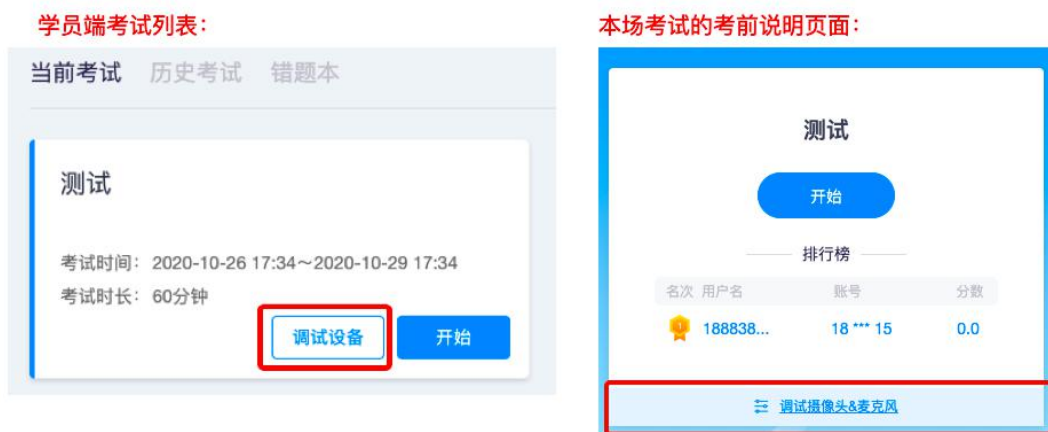 学员端考试列表：
当前考试 历史考试 错题本
测试
考试时间： 2020-10-26 17:34～2020-10-29 17:34
考试时长： 60分钟
调试设备 开始
本场考试的考前说明页面：
测试
开始
排行榜
名次 用户名 账号 分数
1 188838... 18 *** 15 0.0
调试摄像头&麦克风